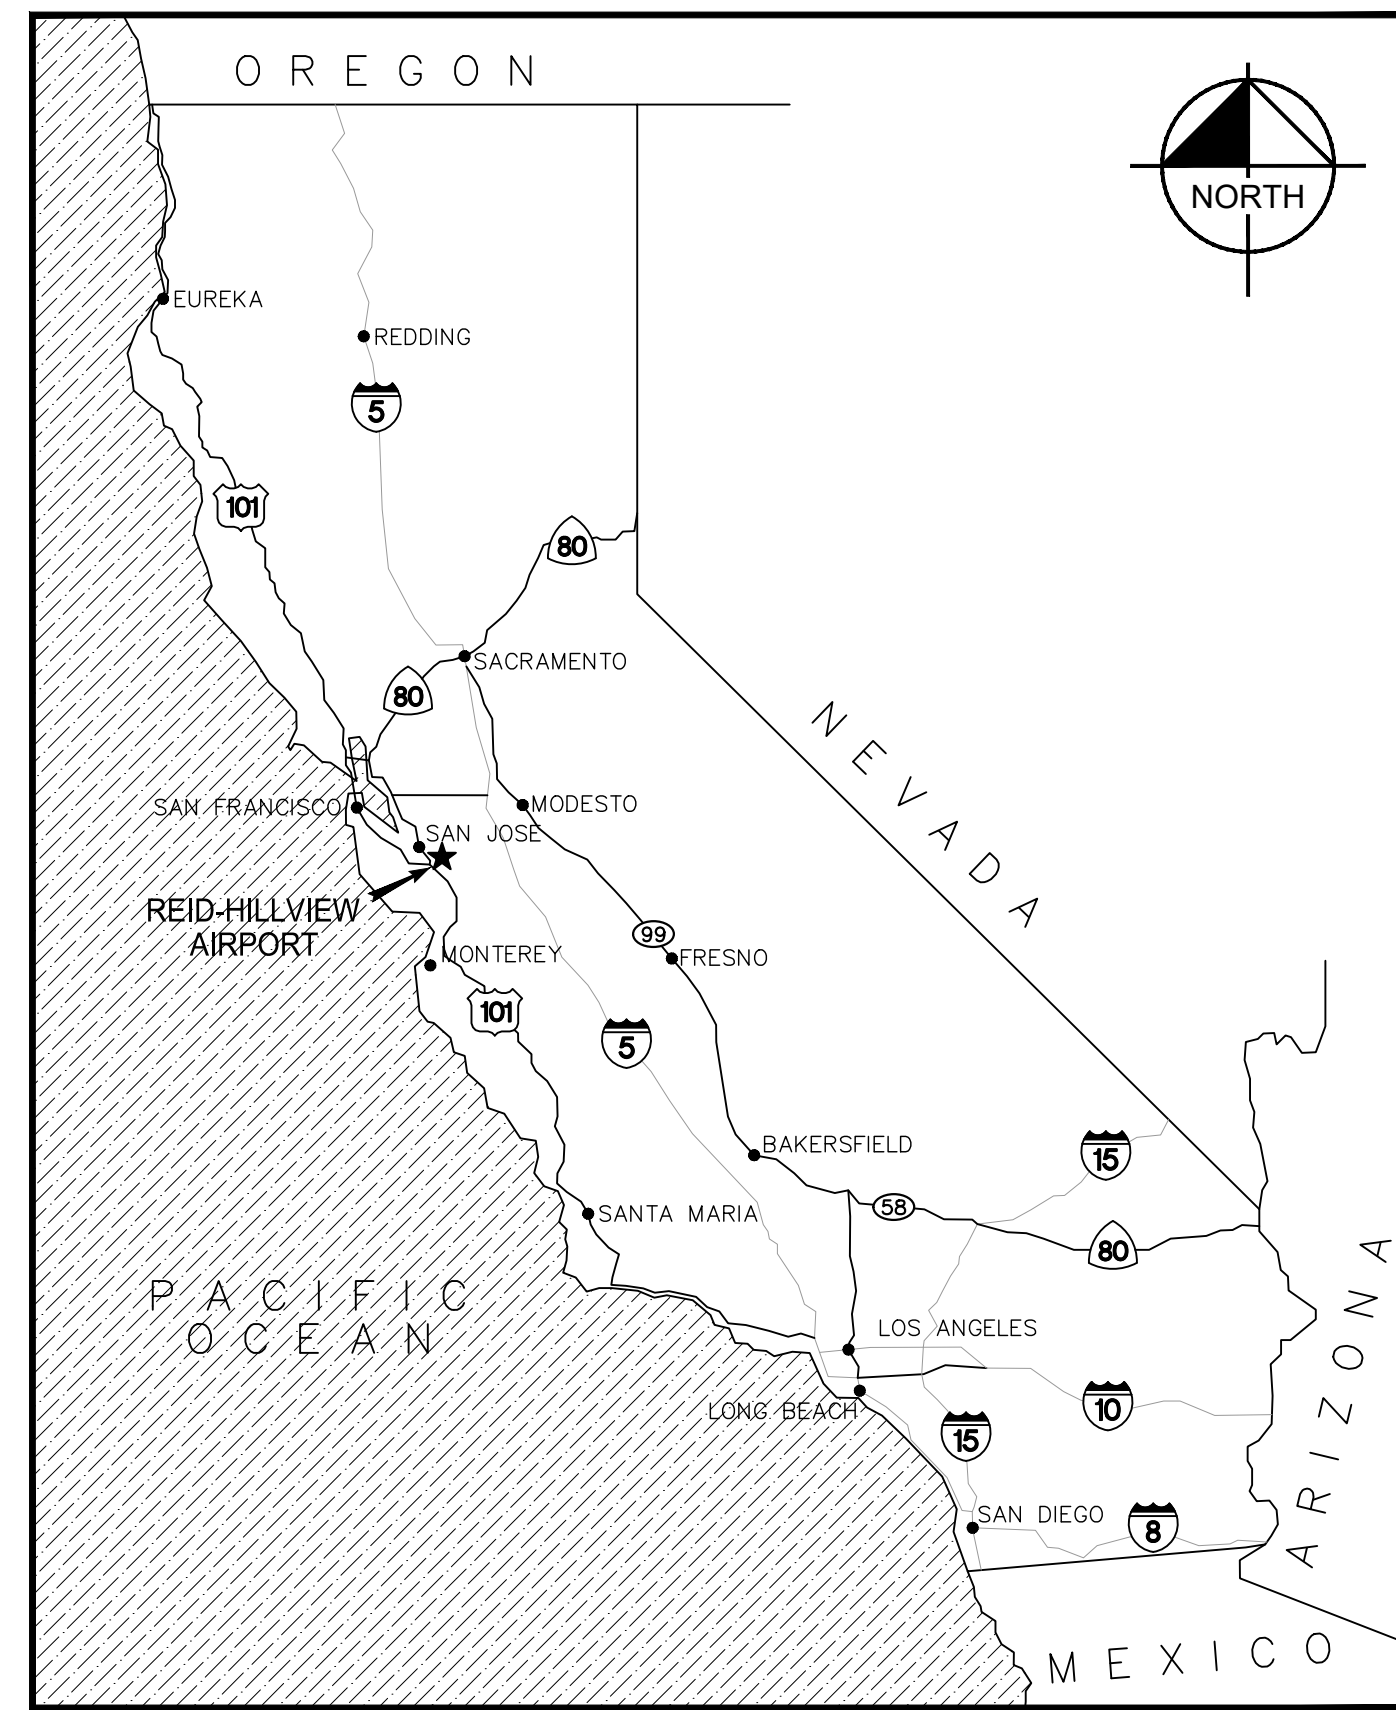 OREGON
NORTH
EUREKA
REDDING
5
101
80
SACRAMENTO
80
NEVADA
SAN FRANCISCO
MODESTO
SAN JOSE
REID-HILLVIEW
AIRPORT
99
MONTEREY
FRESNO
101
5
BAKERSFIELD
15
58
SANTA MARIA
80
ARIZONA
PACIFIC
OCEAN
LOS ANGELES
10
LONG BEACH
15
SAN DIEGO
8
MEXICO